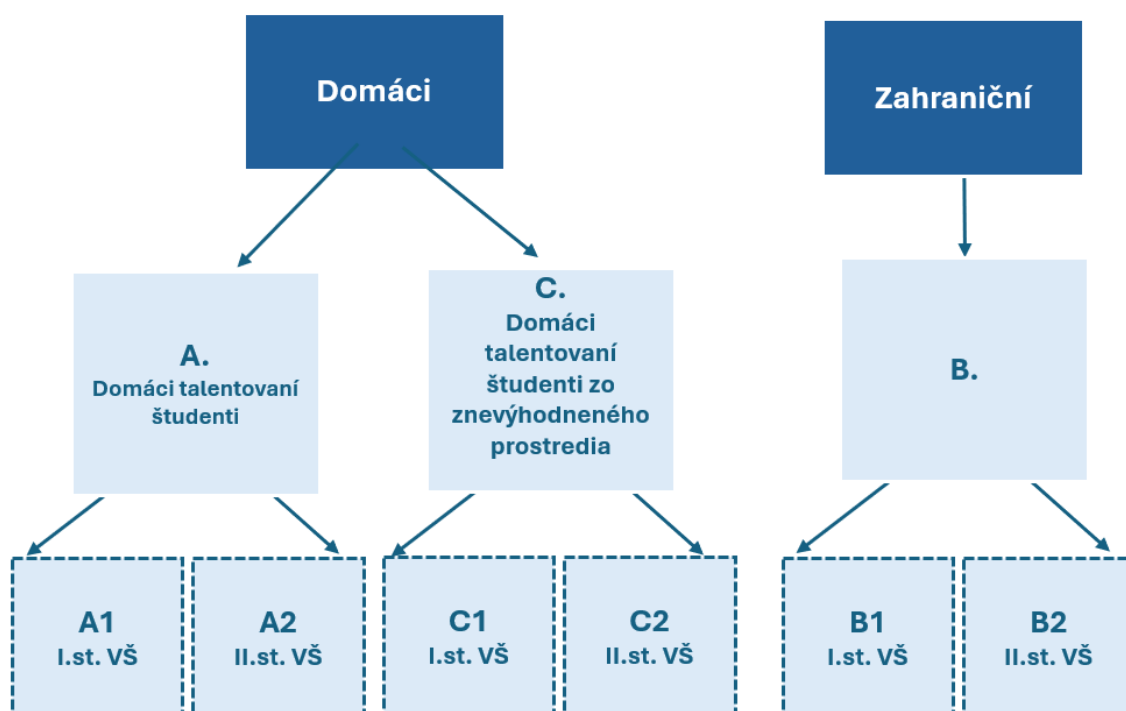 Domáci
Zahraniční
A.
Domáci talentovaní
študenti
C.
Domáci
talentovaní
študenti zo
znevýhodneného
prostredia
B.
A1
I.st. VŠ
A2
II.st. VŠ
C1
I.st. VŠ
C2
II.st. VŠ
B1
I.st. VŠ
B2
II.st. VŠ